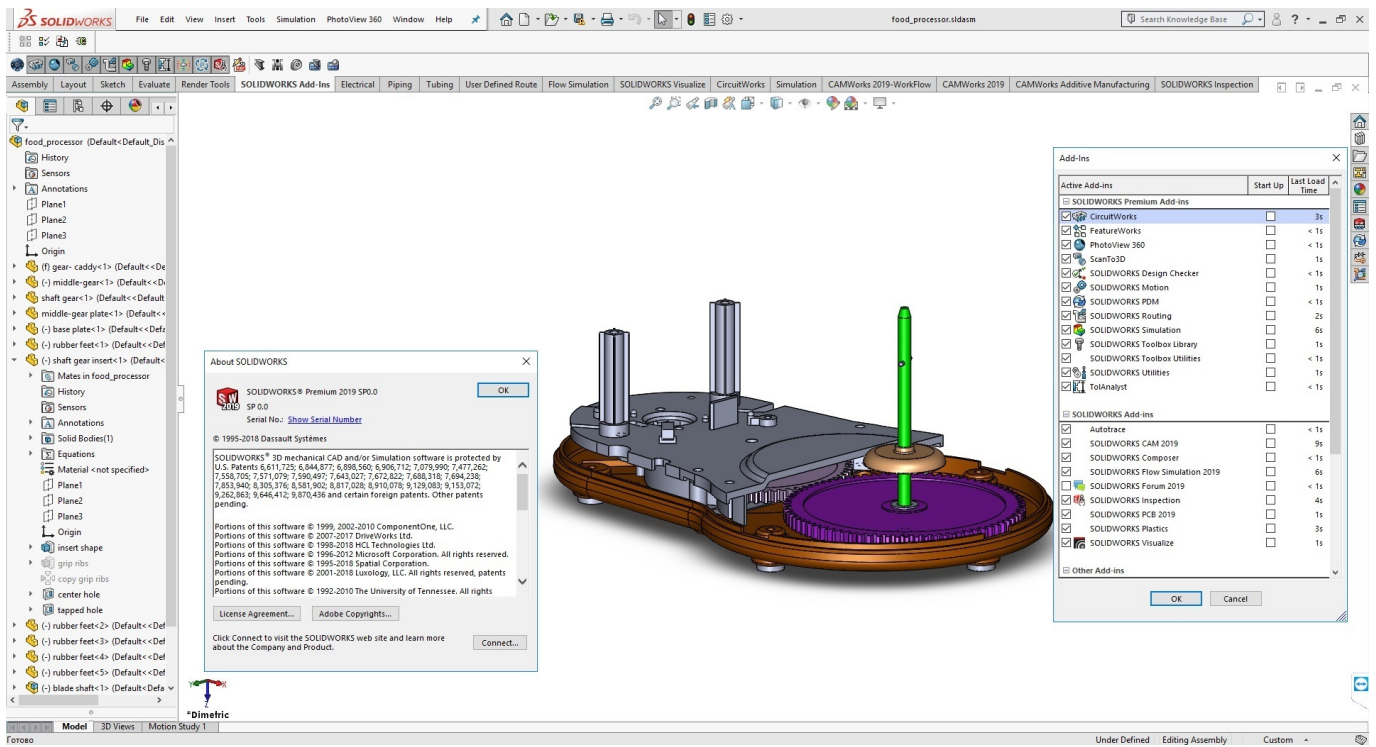 SOLIDWORKS File Edit View Insert Tools Simulation PhotoView 360 Window Help food_processor.sldasm Search Knowledge Base ?
Assembly Layout Sketch Evaluate Render Tools SOLIDWORKS Add-Ins Electrical Piping Tubing User Defined Route Flow Simulation SOLIDWORKS Visualize CircuitWorks Simulation CAMWorks 2019-WorkFlow CAMWorks 2019 CAMWorks Additive Manufacturing SOLIDWORKS Inspection
food_processor (Default<Default_Dis
History
Sensors
Annotations
Plane1
Plane2
Plane3
Origin
(f) gear- caddy<1> (Default<<De
(-) middle-gear<1> (Default<<D
shaft gear<1> (Default<<Default
middle-gear plate<1> (Default<<
(-) base plate<1> (Default<<Defa
(-) rubber feet<1> (Default<<Def
(-) shaft gear insert<1> (Default<
Mates in food_processor
History
Sensors
Annotations
Solid Bodies(1)
Equations
Material <not specified>
Plane1
Plane2
Plane3
Origin
insert shape
grip ribs
copy grip ribs
center hole
tapped hole
(-) rubber feet<2> (Default<<Def
(-) rubber feet<3> (Default<<Def
(-) rubber feet<4> (Default<<Def
(-) rubber feet<5> (Default<<Def
(-) blade shaft<1> (Default<Defa
About SOLIDWORKS
SOLIDWORKS® Premium 2019 SP0.0
OK
SW 2019
SP 0.0
Serial No.: Show Serial Number
© 1995-2018 Dassault Systèmes
SOLIDWORKS® 3D mechanical CAD and/or Simulation software is protected by
U.S. Patents 6,611,725; 6,844,877; 6,898,560; 6,906,712; 7,079,990; 7,477,262;
7,558,705; 7,571,079; 7,590,497; 7,643,027; 7,672,822; 7,688,318; 7,694,238;
7,853,940; 8,305,376; 8,581,902; 8,817,028; 8,910,078; 9,129,083; 9,153,072;
9,262,863; 9,646,412; 9,870,436 and certain foreign patents. Other patents
pending.
Portions of this software © 1999, 2002-2010 ComponentOne, LLC.
Portions of this software © 2007-2017 DriveWorks Ltd.
Portions of this software © 1998-2018 HCL Technologies Ltd.
Portions of this software © 1996-2012 Microsoft Corporation. All rights reserved.
Portions of this software © 1995-2018 Spatial Corporation.
Portions of this software © 2001-2018 Luxology, LLC. All rights reserved, patents
pending.
Portions of this software © 1992-2010 The University of Tennessee. All rights
License Agreement... Adobe Copyrights...
Click Connect to visit the SOLIDWORKS web site and learn more
about the Company and Product.
Connect...
Add-Ins
Active Add-ins Start Up Last Load Time
SOLIDWORKS Premium Add-ins
CircuitWorks 3s
FeatureWorks < 1s
PhotoView 360 < 1s
ScanTo3D 1s
SOLIDWORKS Design Checker < 1s
SOLIDWORKS Motion 1s
SOLIDWORKS PDM < 1s
SOLIDWORKS Routing 2s
SOLIDWORKS Simulation 6s
SOLIDWORKS Toolbox Library 1s
SOLIDWORKS Toolbox Utilities < 1s
SOLIDWORKS Utilities 1s
TolAnalyst < 1s
SOLIDWORKS Add-ins
Autotrace < 1s
SOLIDWORKS CAM 2019 9s
SOLIDWORKS Composer < 1s
SOLIDWORKS Flow Simulation 2019 6s
SOLIDWORKS Forum 2019 < 1s
SOLIDWORKS Inspection 4s
SOLIDWORKS PCB 2019 1s
SOLIDWORKS Plastics 3s
SOLIDWORKS Visualize 1s
Other Add-ins
OK Cancel
Y X
Z
*Dimetric
Model 3D Views Motion Study 1
Готово Under Defined Editing Assembly Custom